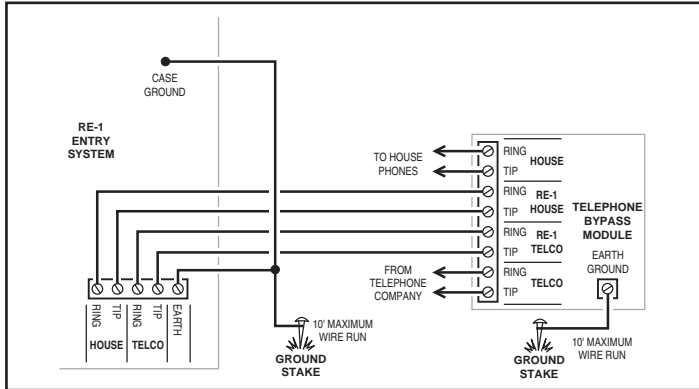 CASE
GROUND
RE-1
ENTRY
SYSTEM
RING
TIP
RING
TIP
EARTH
HOUSE
TELCO
10' MAXIMUM
WIRE RUN
GROUND
STAKE
TO HOUSE
PHONES
FROM
TELEPHONE
COMPANY
RING
TIP
HOUSE
RING
TIP
RE-1
HOUSE
RING
TIP
RE-1
TELCO
RING
TIP
TELCO
TELEPHONE
BYPASS
MODULE
EARTH
GROUND
10' MAXIMUM
WIRE RUN
GROUND
STAKE